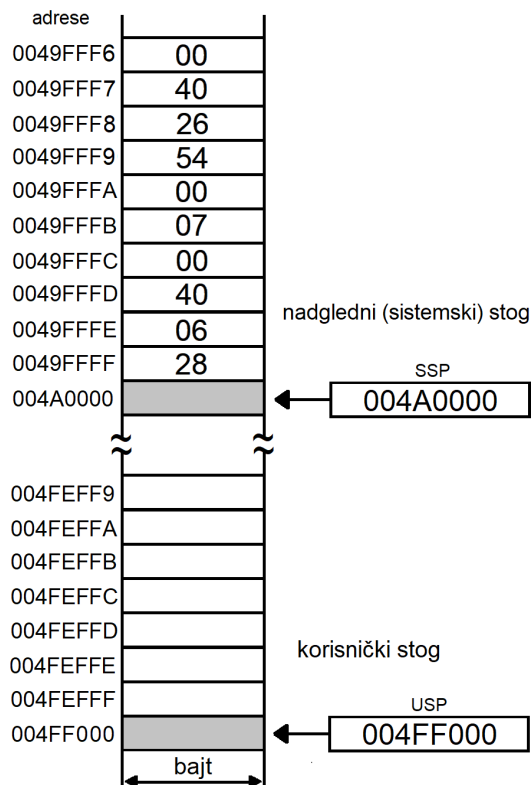 adrese
0049FFF6 00
0049FFF7 40
0049FFF8 26
0049FFF9 54
0049FFFA 00
0049FFFB 07
0049FFFC 00
0049FFFD 40
0049FFFE 06
0049FFFF 28
nadgledni (sistemski) stog
SSP
004A0000 004A0000
004FEFF9
004FEFFA
004FEFFB
004FEFFC
004FEFFD
004FEFFE
korisnički stog
004FEFFF
USP
004FF000 004FF000
bajt